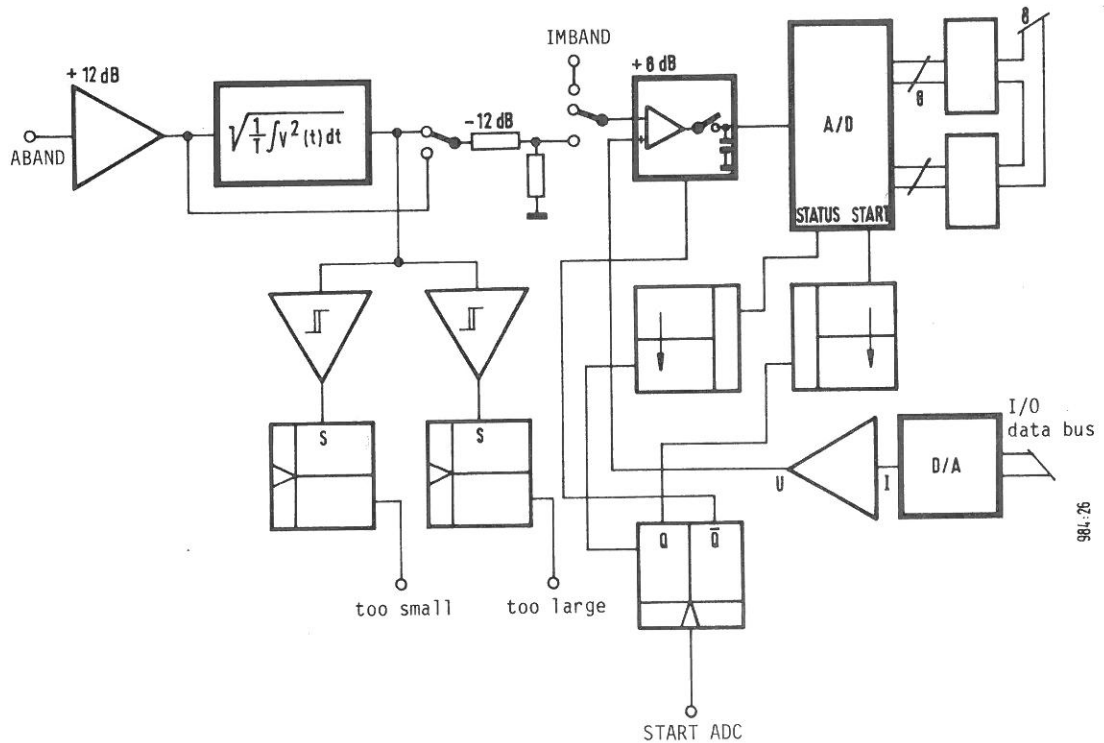 IMBAND
+ 12 dB
ABAND
√ 1/T ∫V² (t) dt
-12 dB
+ 8 dB
A/D
STATUS START
8
8
S
S
too small
too large
Q Q̅
START ADC
U
I
D/A
I/O
data bus
984:26
+